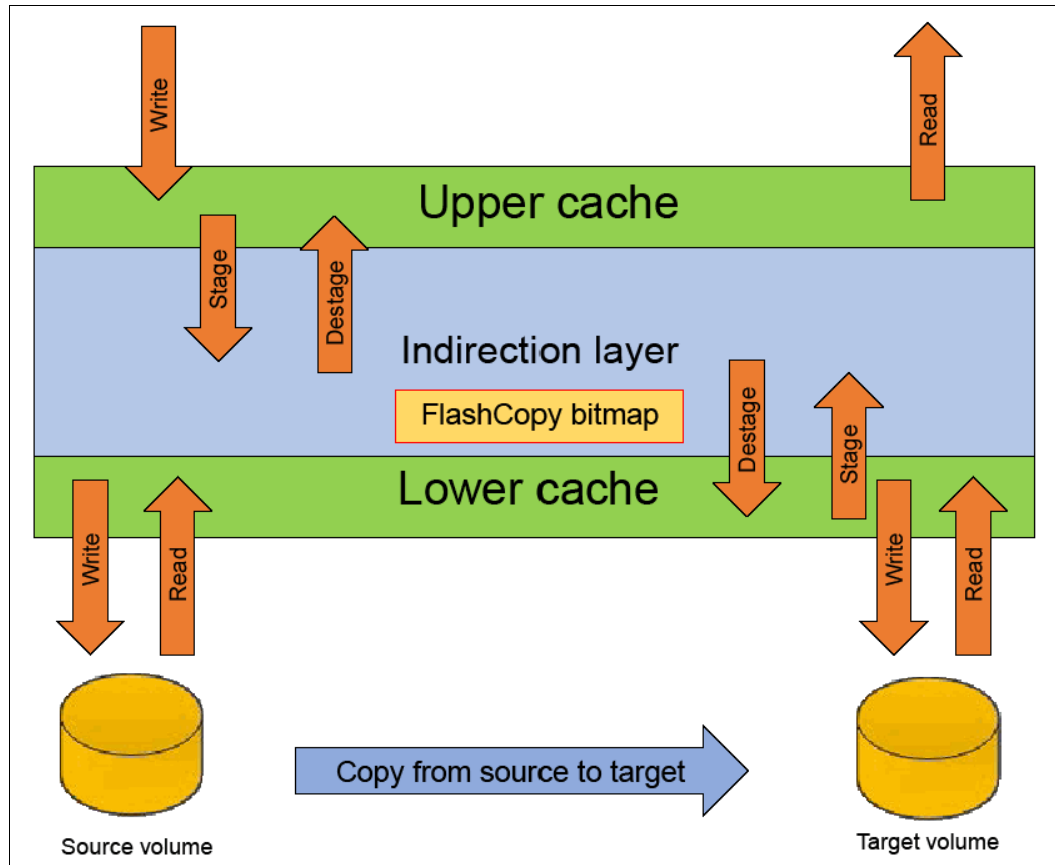 Write
Read
Upper cache
Stage
Destage
Indirection layer
FlashCopy bitmap
Destage
Stage
Lower cache
Write
Read
Write
Read
Copy from source to target
Source volume
Target volume